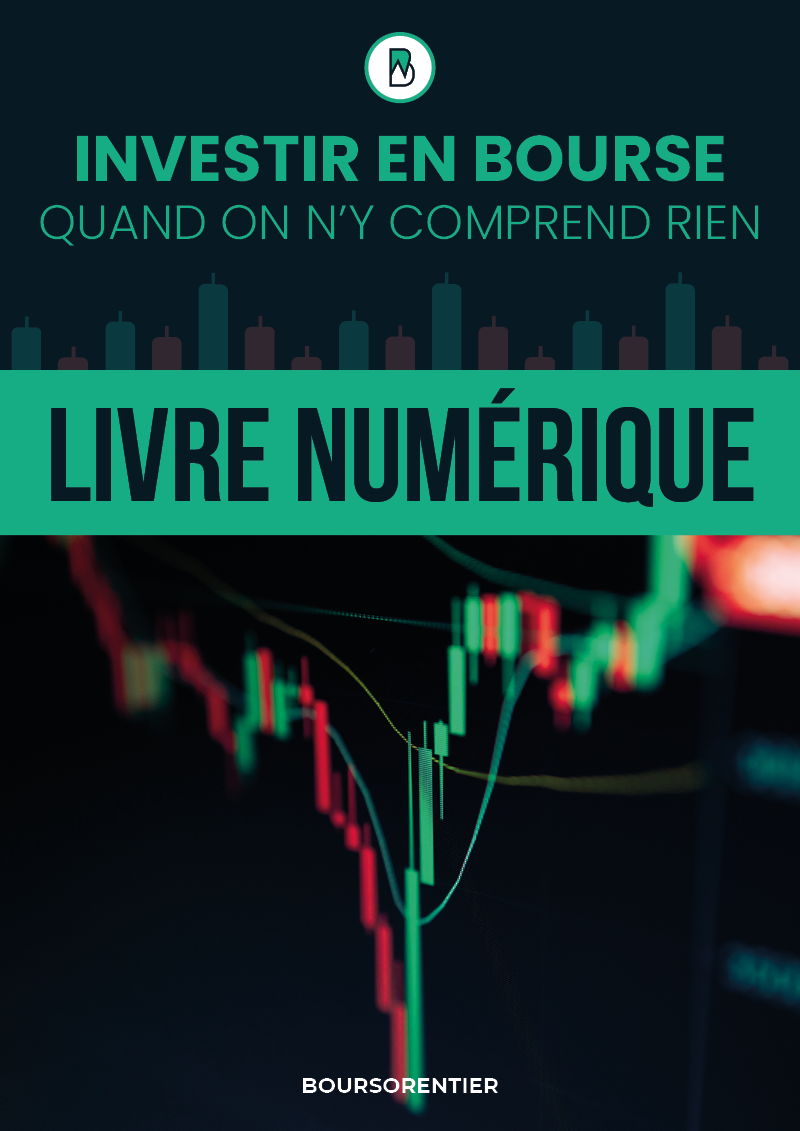 B
INVESTIR EN BOURSE
QUAND ON N'Y COMPREND RIEN
LIVRE NUMÉRIQUE
BOURSORENTIER